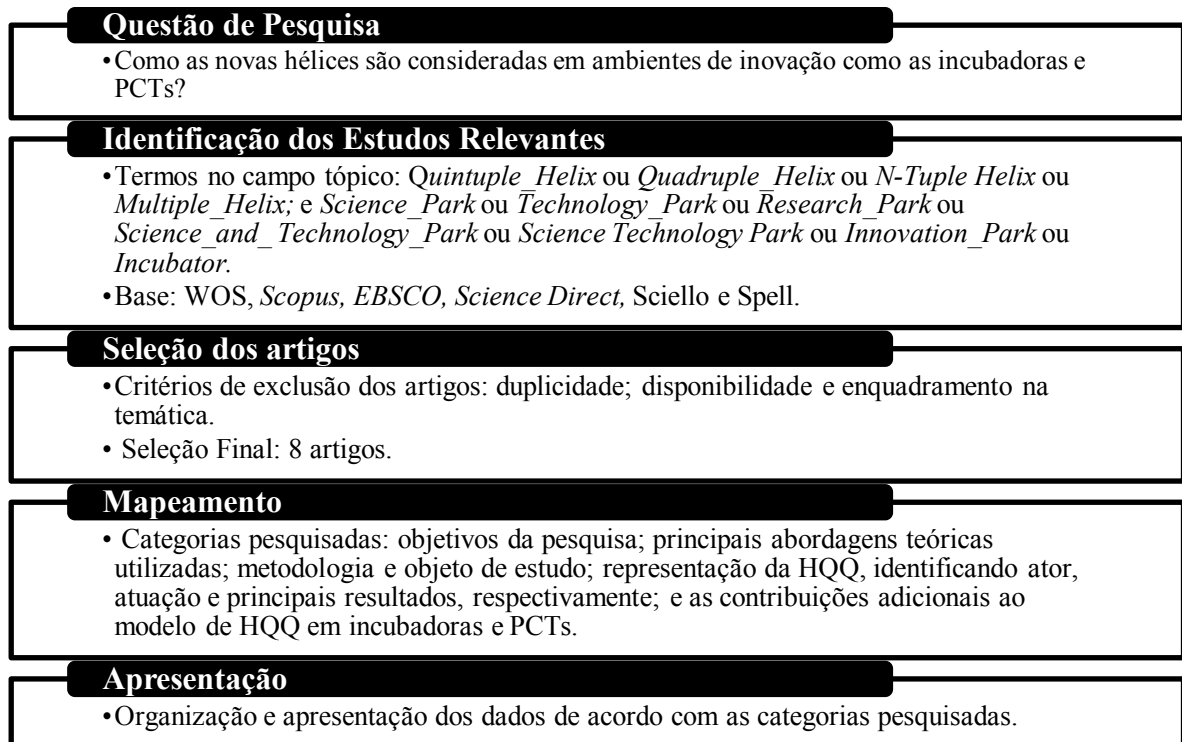 Questão de Pesquisa
•Como as novas hélices são consideradas em ambientes de inovação como as incubadoras e
PCTs?
Identificação dos Estudos Relevantes
•Termos no campo tópico: Quintuple_Helix ou Quadruple_Helix ou N-Tuple Helix ou
Multiple_Helix; e Science_Park ou Technology_Park ou Research_Park ou
Science_and_ Technology_Park ou Science Technology Park ou Innovation_Park ou
Incubator.
•Base: WOS, Scopus, EBSCO, Science Direct, Sciello e Spell.
Seleção dos artigos
•Critérios de exclusão dos artigos: duplicidade; disponibilidade e enquadramento na
temática.
• Seleção Final: 8 artigos.
Mapeamento
• Categorias pesquisadas: objetivos da pesquisa; principais abordagens teóricas
utilizadas; metodologia e objeto de estudo; representação da HQQ, identificando ator,
atuação e principais resultados, respectivamente; e as contribuições adicionais ao
modelo de HQQ em incubadoras e PCTs.
Apresentação
•Organização e apresentação dos dados de acordo com as categorias pesquisadas.